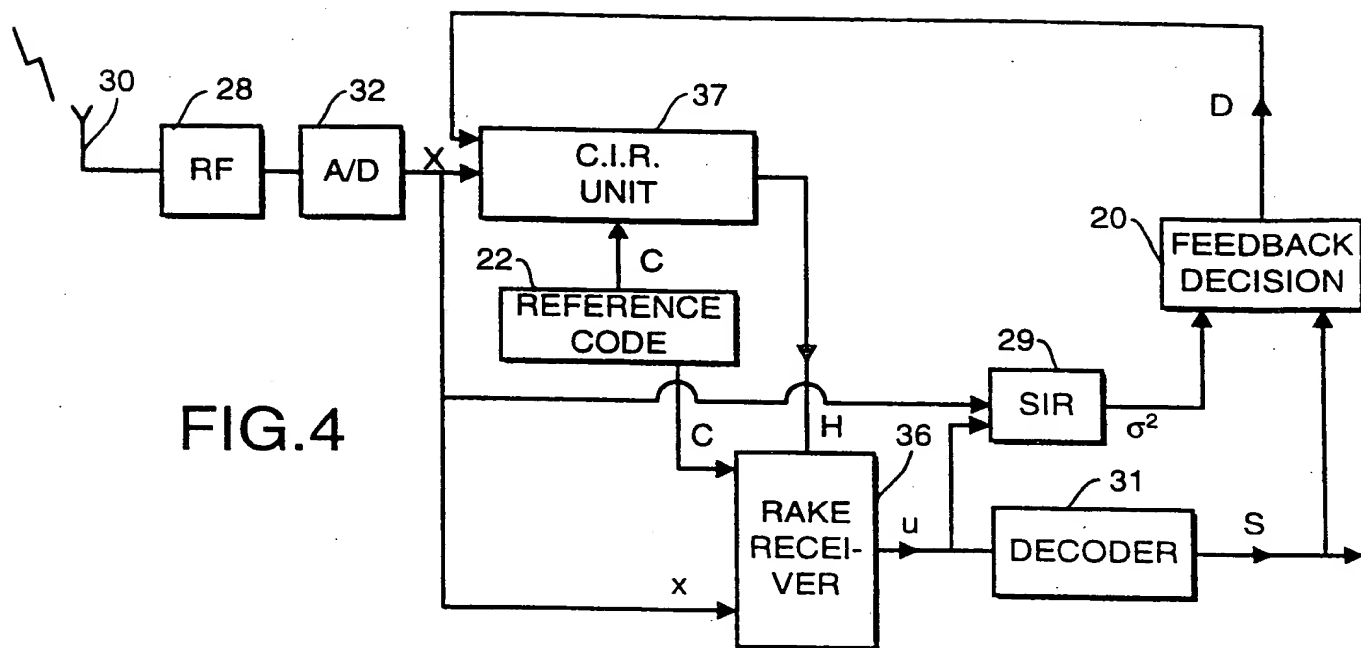 D
30
28
32
37
RF
A/D
X
C.I.R.
UNIT
20
FEEDBACK
DECISION
22
C
REFERENCE
CODE
29
SIR
σ²
FIG.4
C
H
36
RAKE
RECEI-
VER
u
31
DECODER
S
x